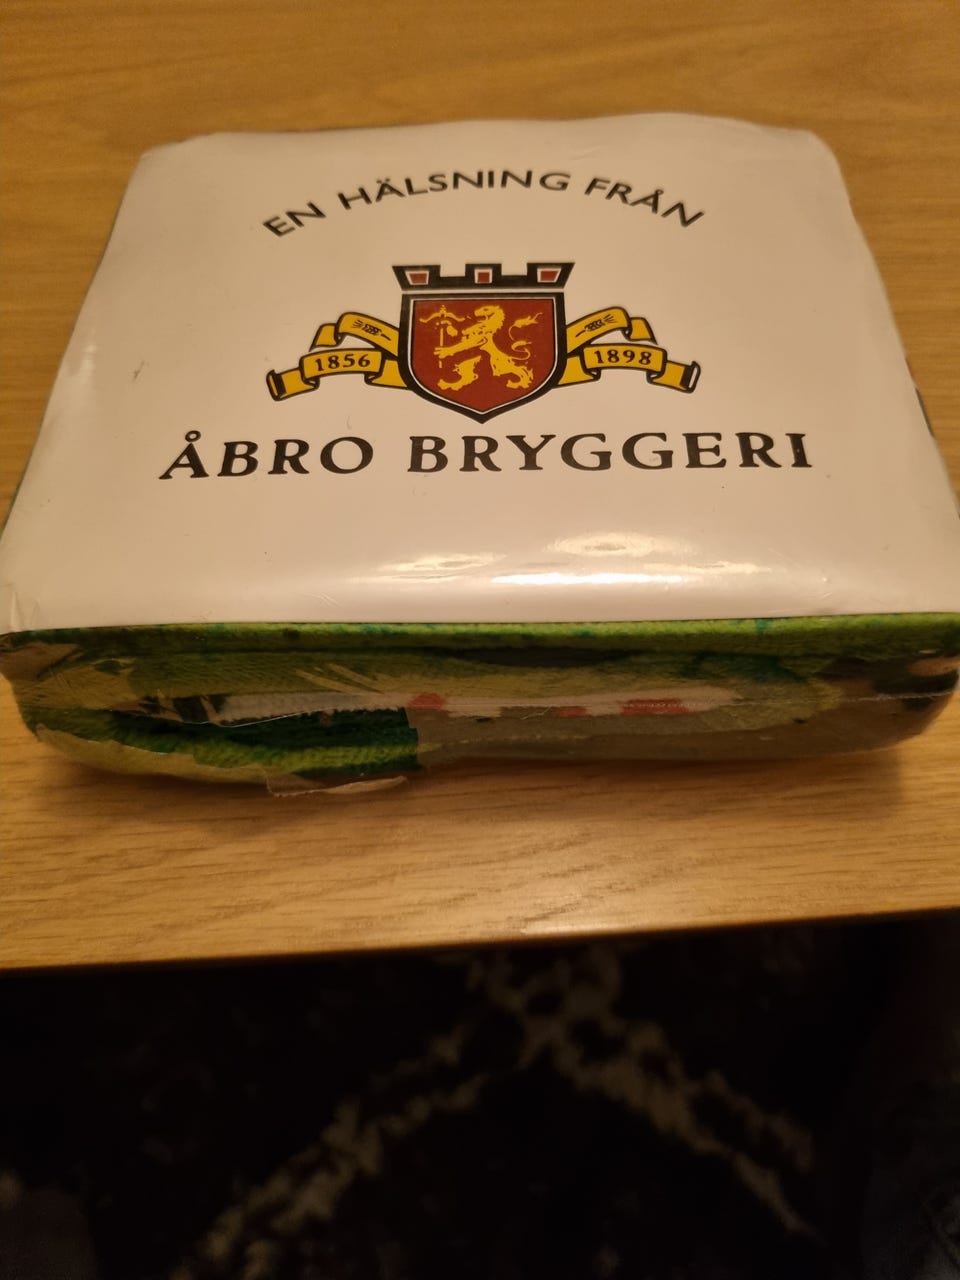 EN HÄLSNING FRÅN
1856 1898
ÅBRO BRYGGERI